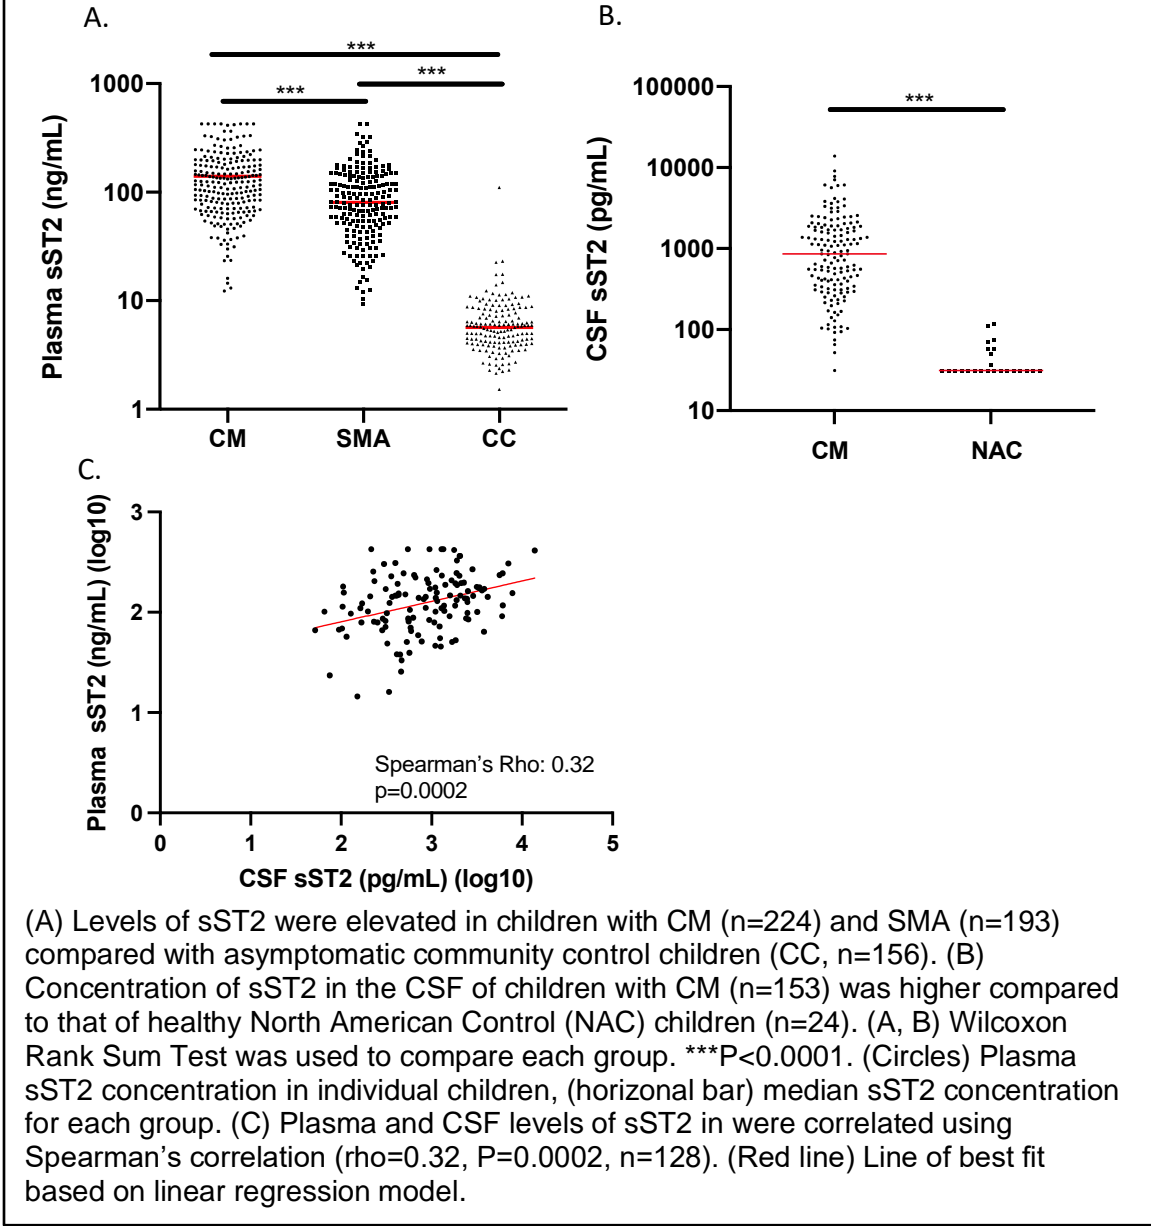 A.
***
***
***
1000
100
10
1
Plasma sST2 (ng/mL)
CM SMA CC
B.
***
100000
10000
1000
100
10
CSF sST2 (pg/mL)
CM NAC
C.
3
2
1
0
Plasma sST2 (ng/mL) (log10)
Spearman's Rho: 0.32
p=0.0002
0 1 2 3 4 5
CSF sST2 (pg/mL) (log10)
(A) Levels of sST2 were elevated in children with CM (n=224) and SMA (n=193)
compared with asymptomatic community control children (CC, n=156). (B)
Concentration of sST2 in the CSF of children with CM (n=153) was higher compared
to that of healthy North American Control (NAC) children (n=24). (A, B) Wilcoxon
Rank Sum Test was used to compare each group. ***P<0.0001. (Circles) Plasma
sST2 concentration in individual children, (horizonal bar) median sST2 concentration
for each group. (C) Plasma and CSF levels of sST2 in were correlated using
Spearman's correlation (rho=0.32, P=0.0002, n=128). (Red line) Line of best fit
based on linear regression model.